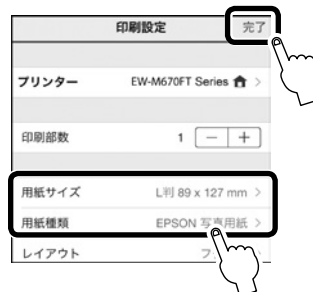 印刷設定 完了
プリンター EW-M670FT Series >
印刷部数 1 － ＋
用紙サイズ L判 89 x 127 mm >
用紙種類 EPSON 写真用紙 >
レイアウト フ